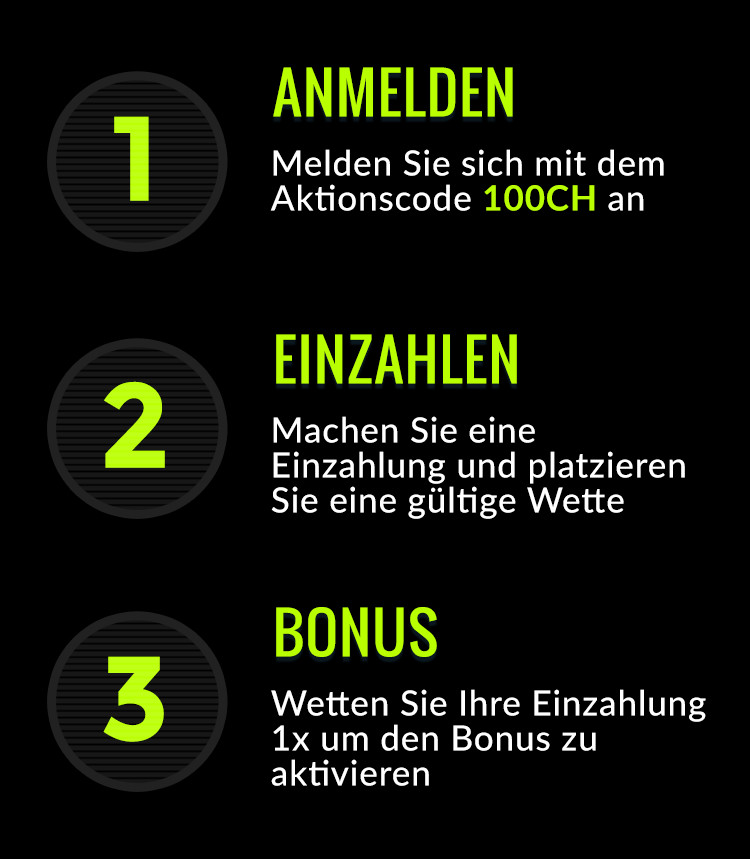 1
ANMELDEN
Melden Sie sich mit dem
Aktionscode 100CH an
2
EINZAHLEN
Machen Sie eine
Einzahlung und platzieren
Sie eine gültige Wette
3
BONUS
Wetten Sie Ihre Einzahlung
1x um den Bonus zu
aktivieren